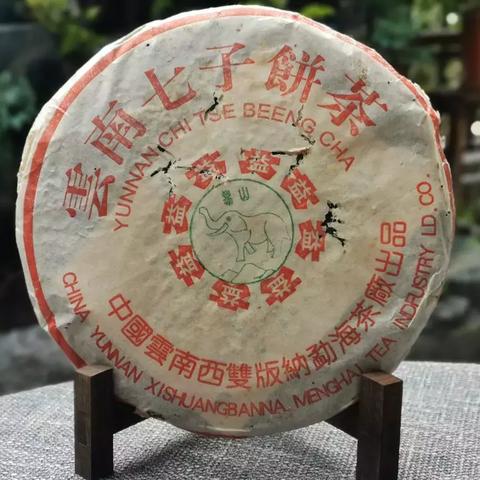 雲南七子餅茶
YUNNAN CHI TSE BEENG CHA
中國雲南西雙版納勐海茶廠出品
CHINA YUNNAN XISHUANGBANNA MENGHAI TEA INDRUSTRY LD.CO.